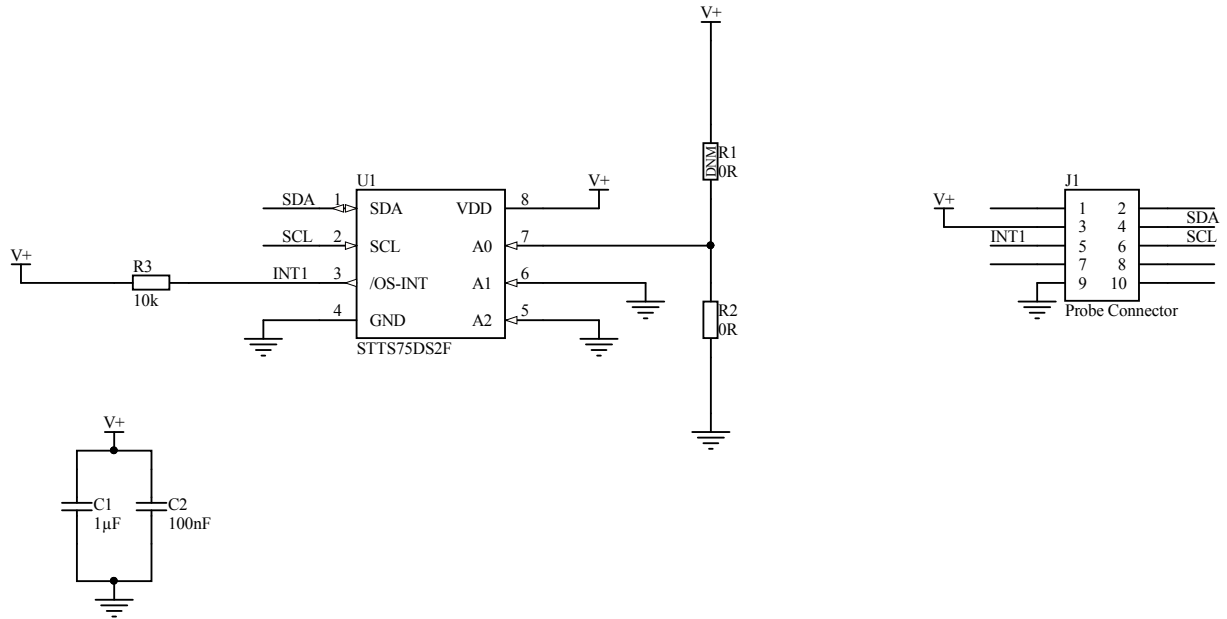 V+
DNM
R1
0R
U1
V+
J1
SDA 1 SDA VDD 8
V+
1 2
SCL 2 SCL A0 7
3 4 SDA
V+
R3
INT1 5 6 SCL
INT1 3 /OS-INT A1 6
7 8
10k
9 10
4 GND A2 5
R2
0R
Probe Connector
STTS75DS2F
V+
C1
1µF
C2
100nF